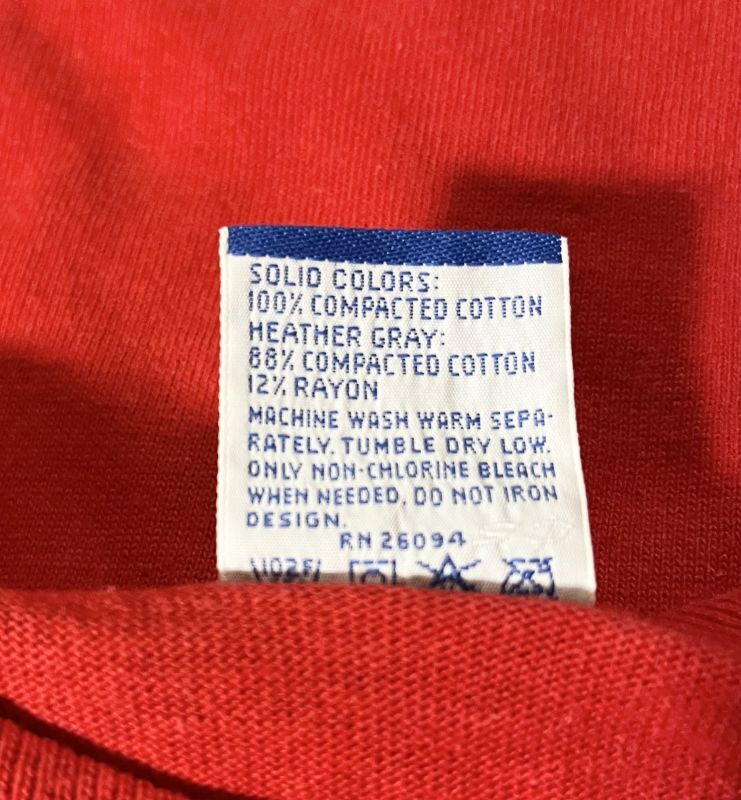 SOLID COLORS:
100% COMPACTED COTTON
HEATHER GRAY:
88% COMPACTED COTTON
12% RAYON
MACHINE WASH WARM SEPA-
RATELY. TUMBLE DRY LOW.
ONLY NON-CHLORINE BLEACH
WHEN NEEDED. DO NOT IRON
DESIGN.
RN 26094